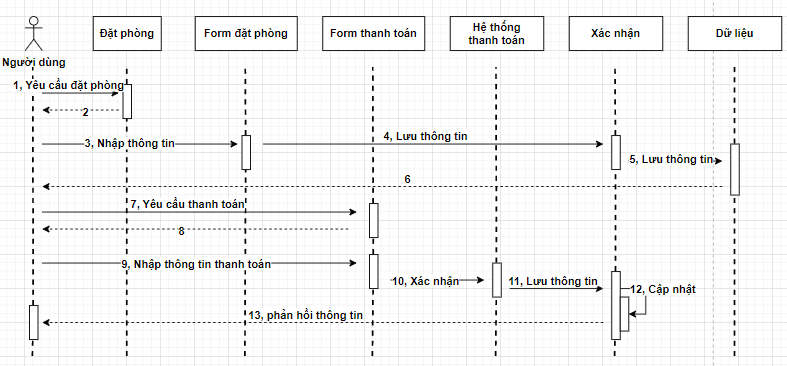 Đặt phòng
Form đặt phòng
Form thanh toán
Hệ thống
thanh toán
Xác nhận
Dữ liệu
Người dùng
1, Yêu cầu đặt phòng
2
3, Nhập thông tin
4, Lưu thông tin
5, Lưu thông tin
6
7, Yêu cầu thanh toán
8
9, Nhập thông tin thanh toán
10, Xác nhận
11, Lưu thông tin
12, Cập nhật
13, phản hồi thông tin